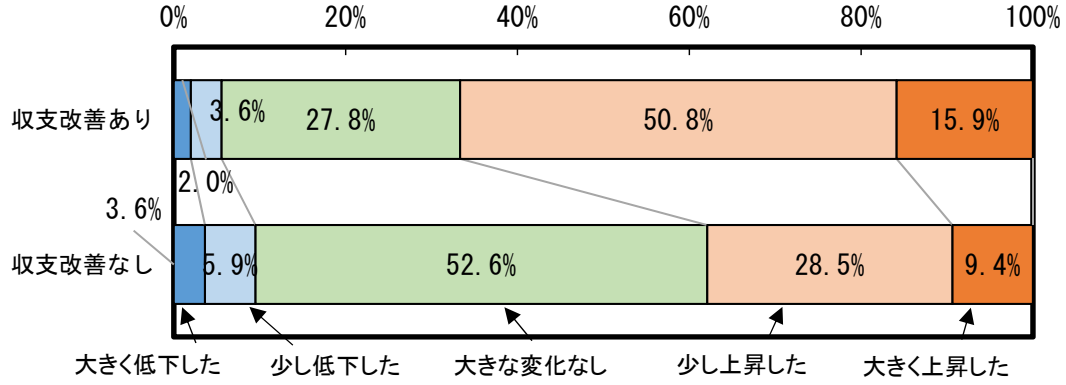 0% 20% 40% 60% 80% 100%
収支改善あり 3.6% 27.8% 50.8% 15.9%
2.0%
3.6%
収支改善なし 5.9% 52.6% 28.5% 9.4%
大きく低下した 少し低下した 大きな変化なし 少し上昇した 大きく上昇した